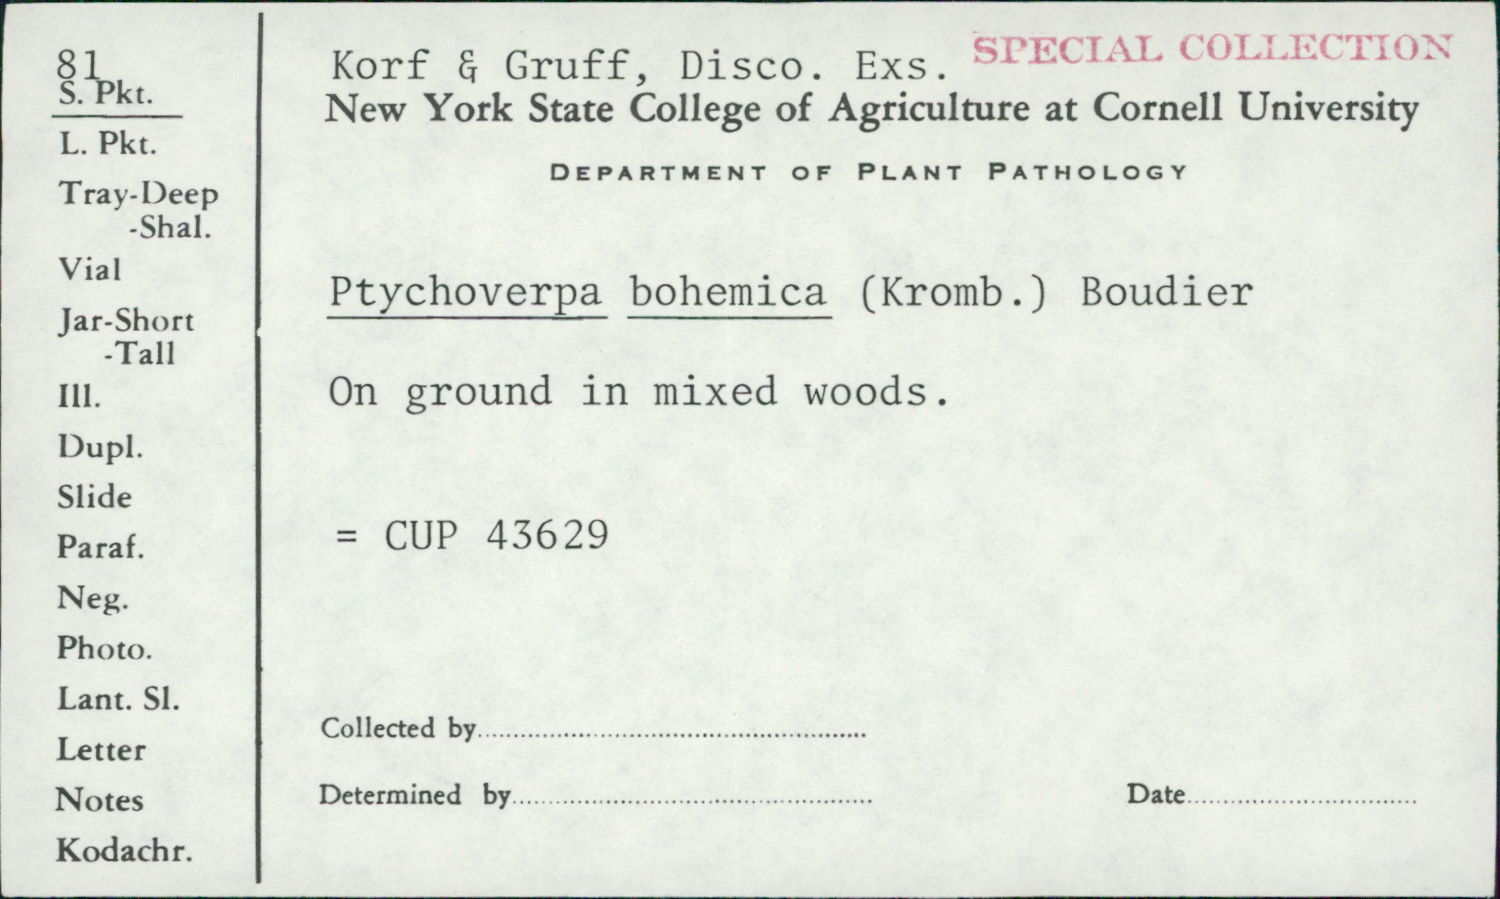 81
S. Pkt.
L. Pkt.
Tray-Deep
-Shal.
Vial
Jar-Short
-Tall
Ill.
Dupl.
Slide
Paraf.
Neg.
Photo.
Lant. Sl.
Letter
Notes
Kodachr.
Korf & Gruff, Disco. Exs. SPECIAL COLLECTION
New York State College of Agriculture at Cornell University
DEPARTMENT OF PLANT PATHOLOGY
Ptychoverpa bohemica (Kromb.) Boudier
On ground in mixed woods.
= CUP 43629
Collected by
Determined by Date